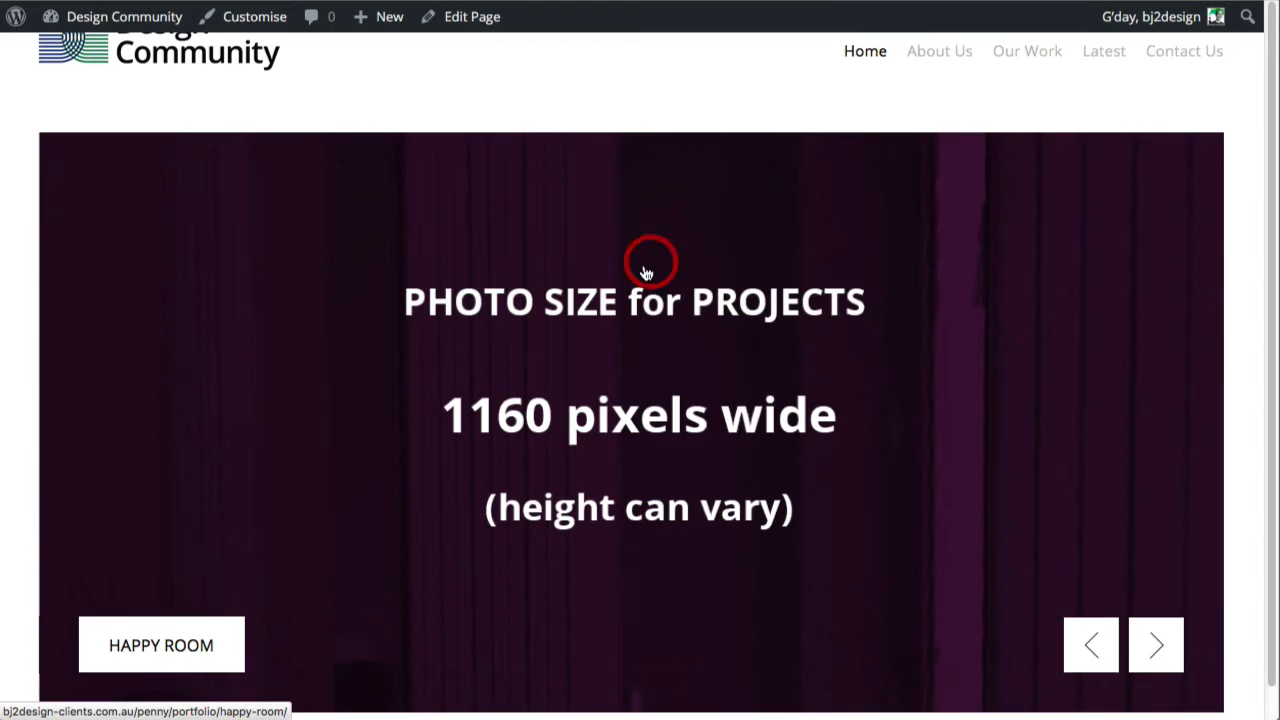 Design Community Customise 0 New Edit Page G'day, bj2design
Design
Community
Home About Us Our Work Latest Contact Us
PHOTO SIZE for PROJECTS
1160 pixels wide
(height can vary)
HAPPY ROOM
bj2design-clients.com.au/penny/portfolio/happy-room/